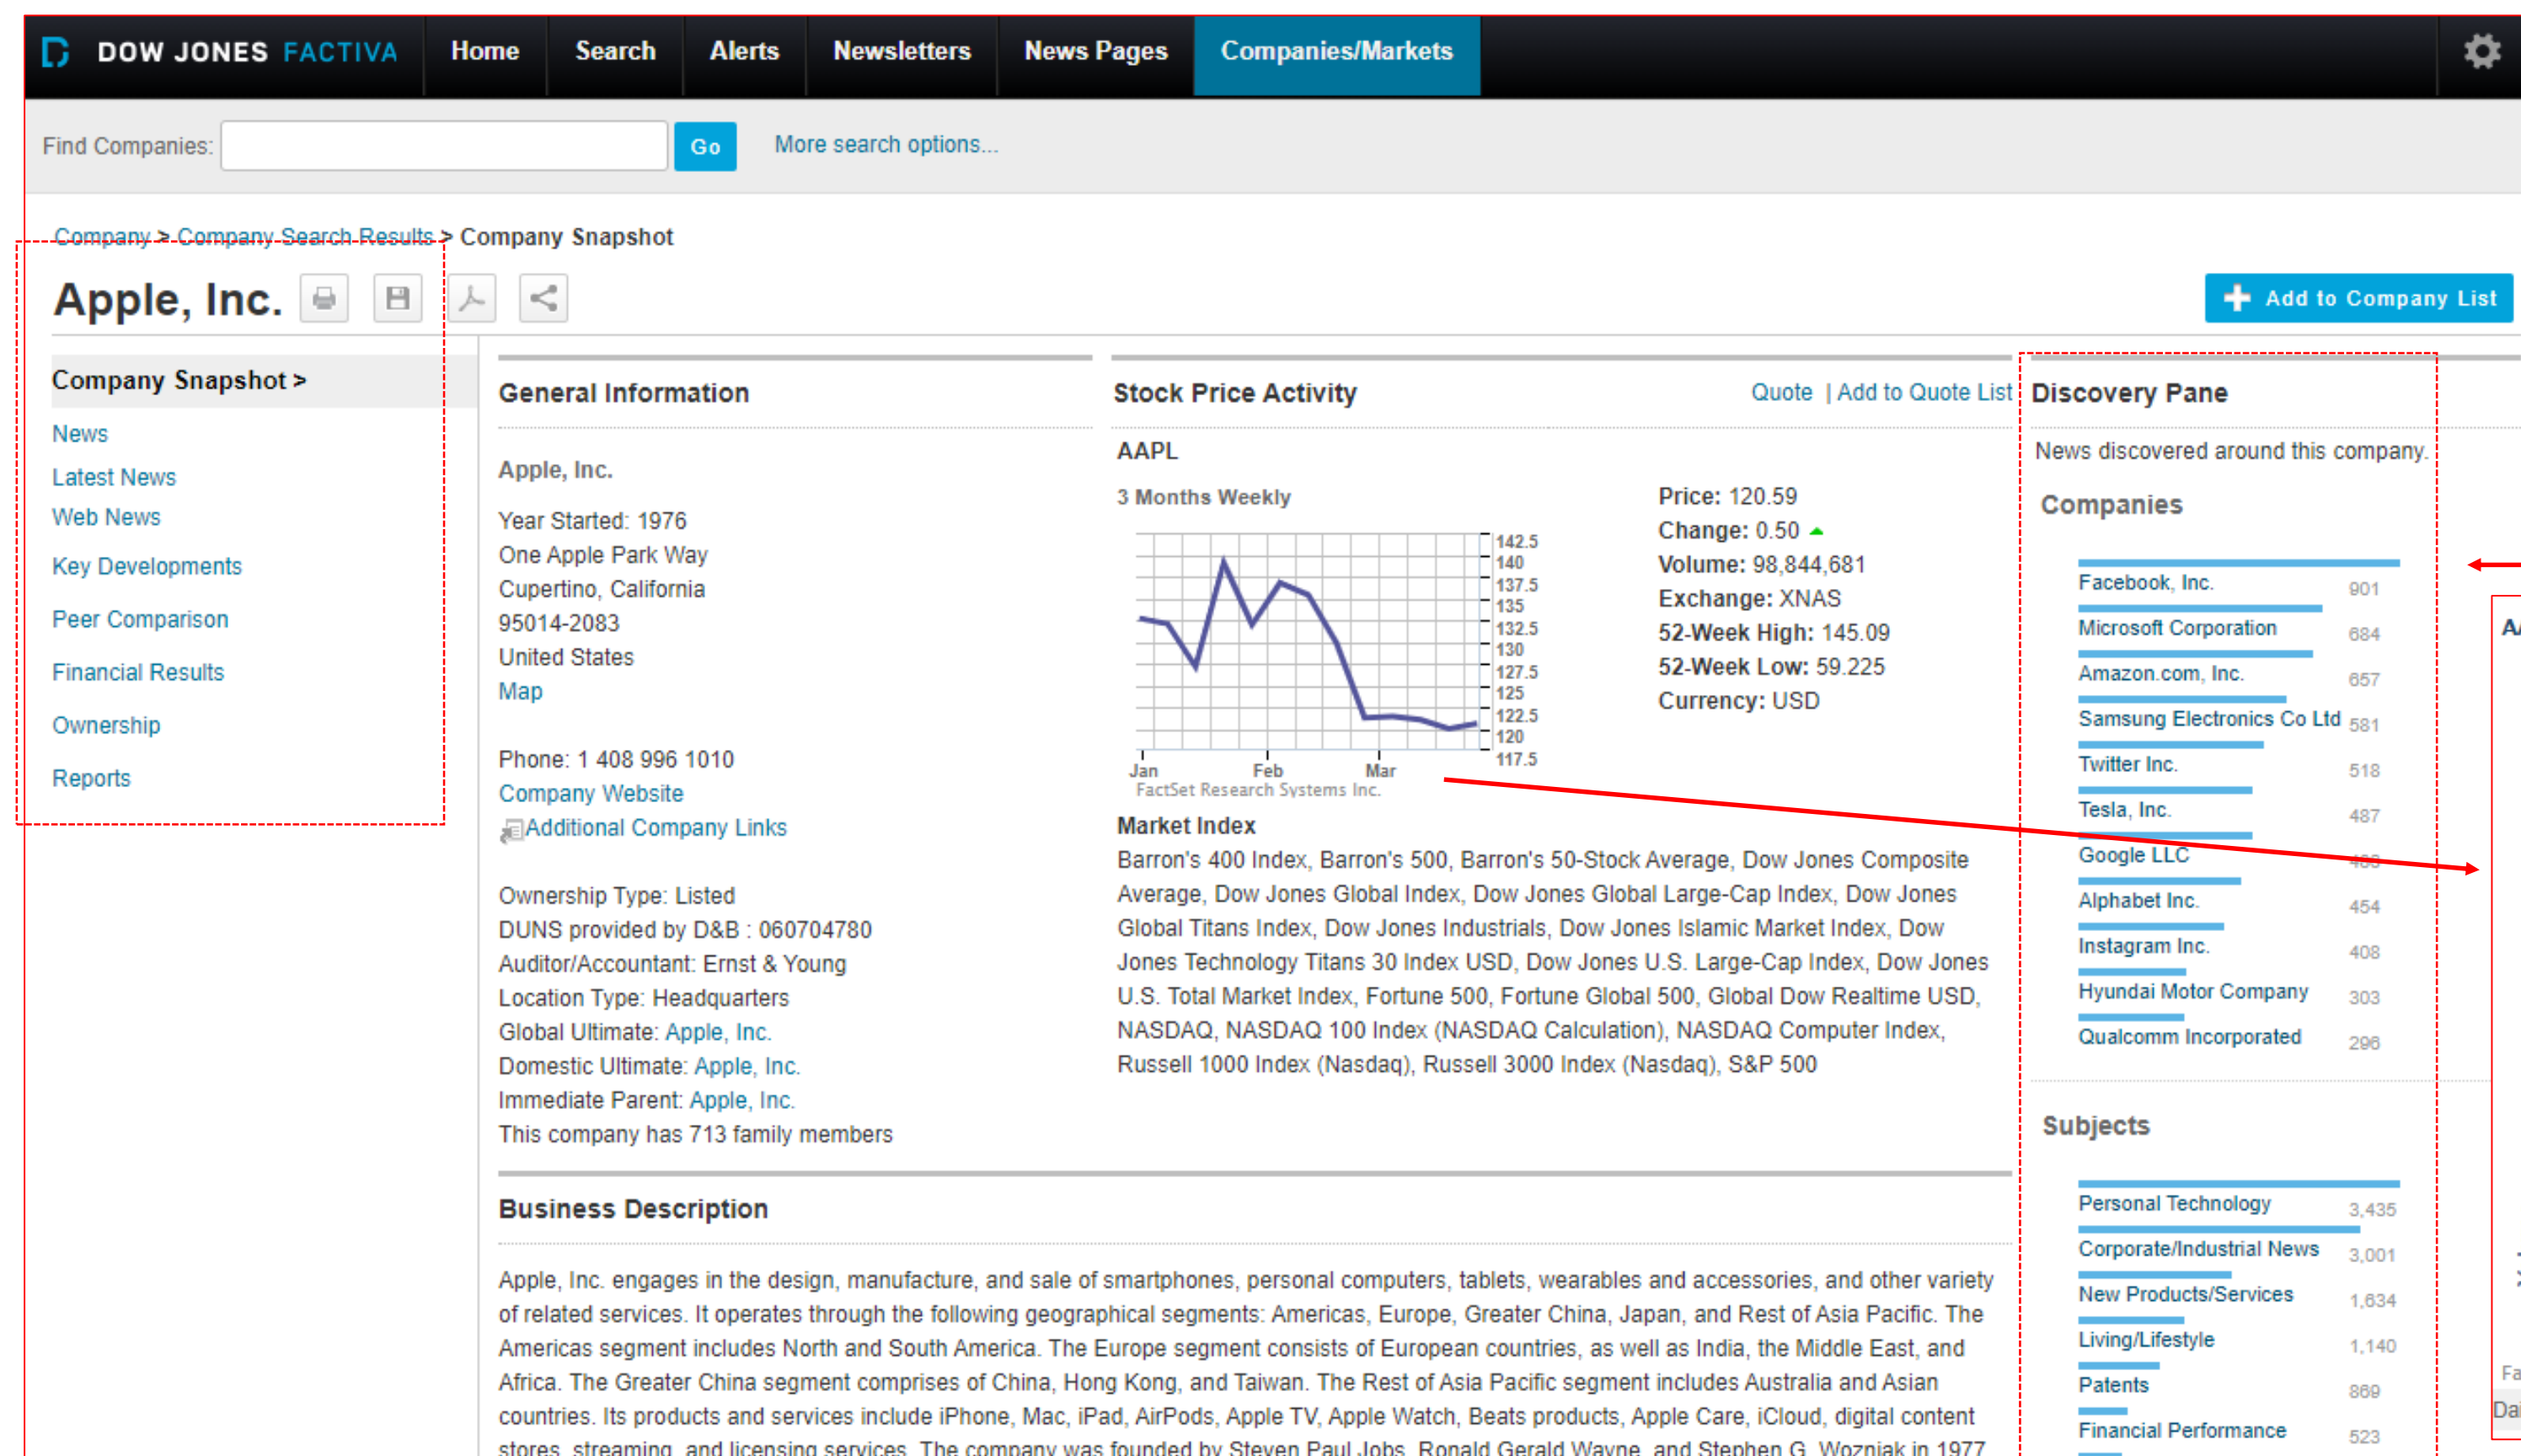 DOW JONES FACTIVA Home Search Alerts Newsletters News Pages Companies/Markets
Find Companies: Go More search options...
Company > Company Search Results > Company Snapshot
Apple, Inc.
Add to Company List
Company Snapshot >
News
Latest News
Web News
Key Developments
Peer Comparison
Financial Results
Ownership
Reports
General Information
Apple, Inc.
Year Started: 1976
One Apple Park Way
Cupertino, California
95014-2083
United States
Map
Phone: 1 408 996 1010
Company Website
Additional Company Links
Ownership Type: Listed
DUNS provided by D&B : 060704780
Auditor/Accountant: Ernst & Young
Location Type: Headquarters
Global Ultimate: Apple, Inc.
Domestic Ultimate: Apple, Inc.
Immediate Parent: Apple, Inc.
This company has 713 family members
Stock Price Activity Quote | Add to Quote List
AAPL
3 Months Weekly
142.5
140
137.5
135
132.5
130
127.5
125
122.5
120
117.5
Jan Feb Mar
FactSet Research Systems Inc.
Price: 120.59
Change: 0.50
Volume: 98,844,681
Exchange: XNAS
52-Week High: 145.09
52-Week Low: 59.225
Currency: USD
Market Index
Barron's 400 Index, Barron's 500, Barron's 50-Stock Average, Dow Jones Composite
Average, Dow Jones Global Index, Dow Jones Global Large-Cap Index, Dow Jones
Global Titans Index, Dow Jones Industrials, Dow Jones Islamic Market Index, Dow
Jones Technology Titans 30 Index USD, Dow Jones U.S. Large-Cap Index, Dow Jones
U.S. Total Market Index, Fortune 500, Fortune Global 500, Global Dow Realtime USD,
NASDAQ, NASDAQ 100 Index (NASDAQ Calculation), NASDAQ Computer Index,
Russell 1000 Index (Nasdaq), Russell 3000 Index (Nasdaq), S&P 500
Business Description
Apple, Inc. engages in the design, manufacture, and sale of smartphones, personal computers, tablets, wearables and accessories, and other variety
of related services. It operates through the following geographical segments: Americas, Europe, Greater China, Japan, and Rest of Asia Pacific. The
Americas segment includes North and South America. The Europe segment consists of European countries, as well as India, the Middle East, and
Africa. The Greater China segment comprises of China, Hong Kong, and Taiwan. The Rest of Asia Pacific segment includes Australia and Asian
countries. Its products and services include iPhone, Mac, iPad, AirPods, Apple TV, Apple Watch, Beats products, Apple Care, iCloud, digital content
stores, streaming, and licensing services. The company was founded by Steven Paul Jobs, Ronald Gerald Wayne, and Stephen G. Wozniak in 1977
Discovery Pane
News discovered around this company.
Companies
Facebook, Inc. 901
Microsoft Corporation 684
Amazon.com, Inc. 657
Samsung Electronics Co Ltd 581
Twitter Inc. 518
Tesla, Inc. 487
Google LLC
Alphabet Inc. 454
Instagram Inc. 408
Hyundai Motor Company 303
Qualcomm Incorporated 296
Subjects
Personal Technology 3,435
Corporate/Industrial News 3,001
New Products/Services 1,634
Living/Lifestyle 1,140
Patents 869
Financial Performance 523